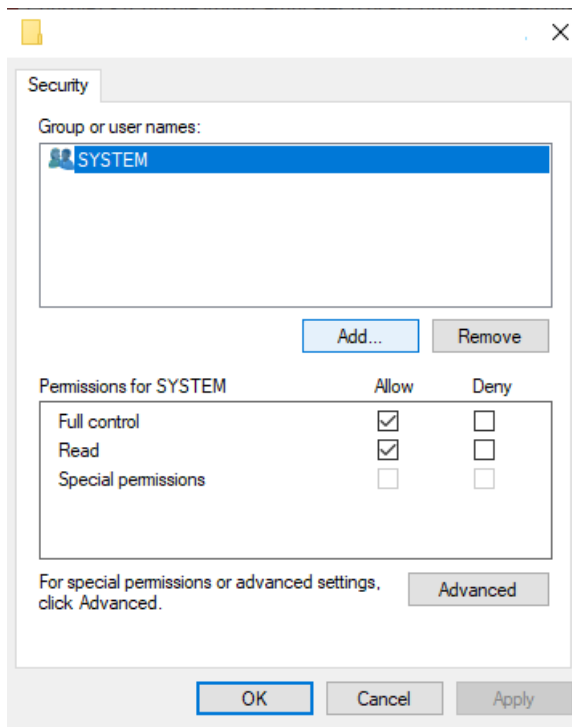 Security
Group or user names:
SYSTEM
Add...
Remove
Permissions for SYSTEM Allow Deny
Full control
Read
Special permissions
For special permissions or advanced settings,
click Advanced.
Advanced
OK
Cancel
Apply